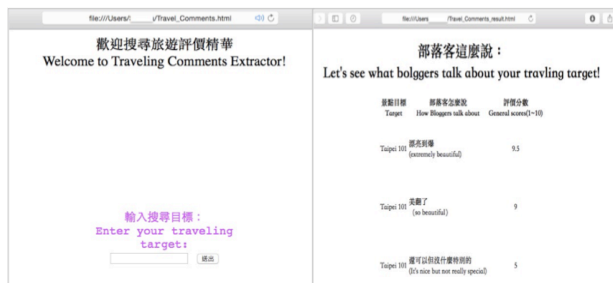 file:///Users/ /Travel_Comments.html
歡迎搜尋旅遊評價精華
Welcome to Traveling Comments Extractor!
輸入搜尋目標：
Enter your traveling
target:
送出
file:///Users/ /Travel_Comments_result.html
部落客這麼說：
Let's see what bolggers talk about your travling target!
景點目標 部落客怎麼說 評價分數
Target How Bloggers talk about General scores(1~10)
Taipei 101 漂亮到爆 9.5
(extremely beautiful)
Taipei 101 美翻了 9
(so beautiful)
Taipei 101 還可以但沒什麼特別的 5
(It's nice but not really special)